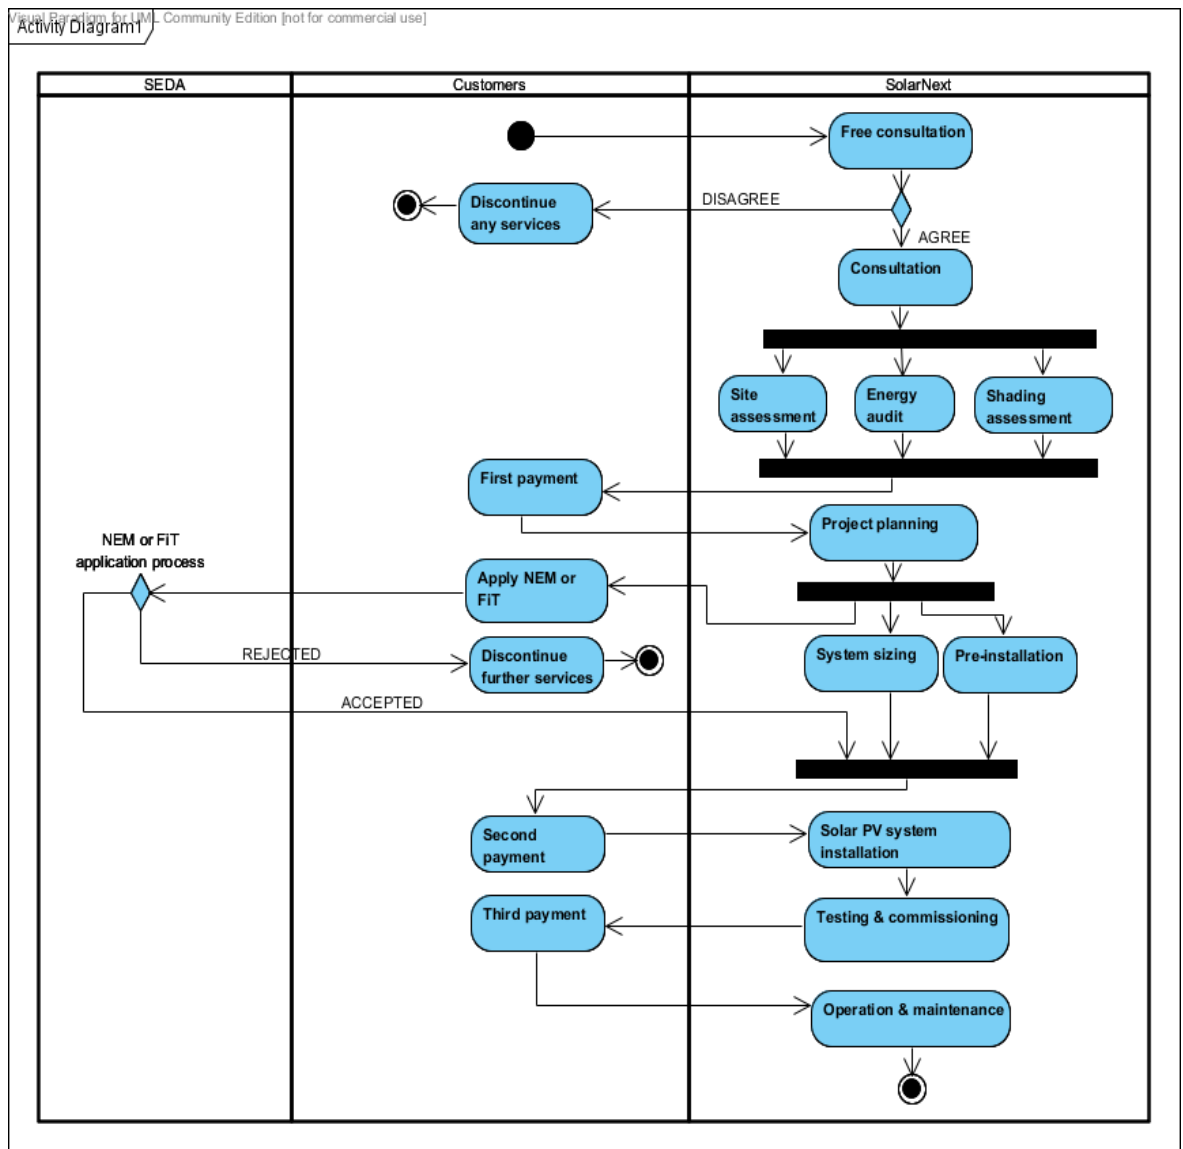 Visual Paradigm for UML Community Edition [not for commercial use]
Activity Diagram1
SEDA
Customers
SolarNext
Free consultation
DISAGREE
Discontinue
any services
AGREE
Consultation
Site
assessment
Energy
audit
Shading
assessment
First payment
Project planning
NEM or FiT
application process
Apply NEM or
FiT
REJECTED
Discontinue
further services
System sizing
Pre-installation
ACCEPTED
Second
payment
Solar PV system
installation
Third payment
Testing & commissioning
Operation & maintenance